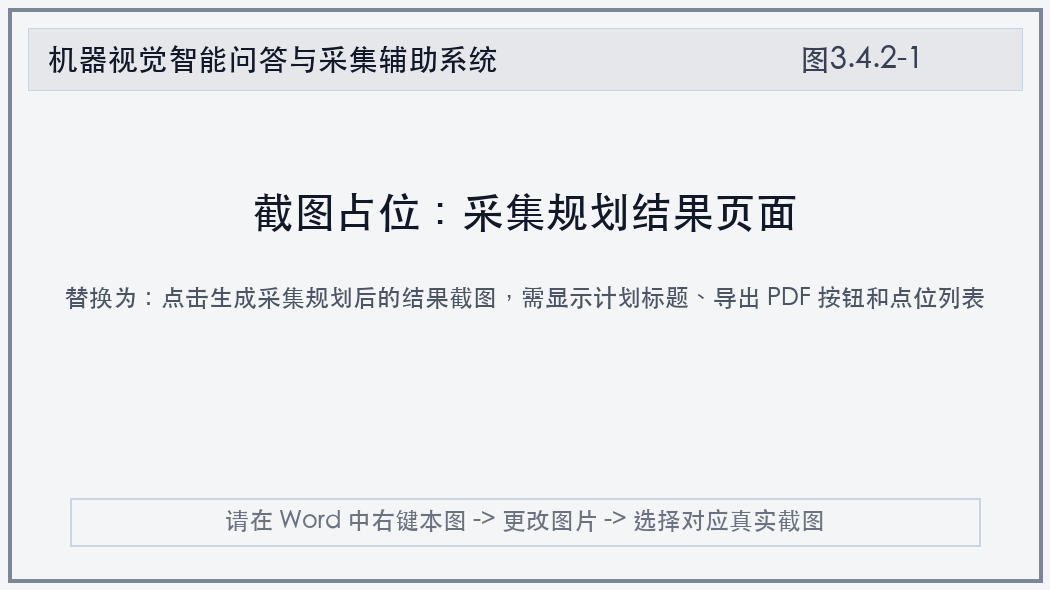 机器视觉智能问答与采集辅助系统 图3.4.2-1
截图占位：采集规划结果页面
替换为：点击生成采集规划后的结果截图，需显示计划标题、导出 PDF 按钮和点位列表
请在 Word 中右键本图 -> 更改图片 -> 选择对应真实截图